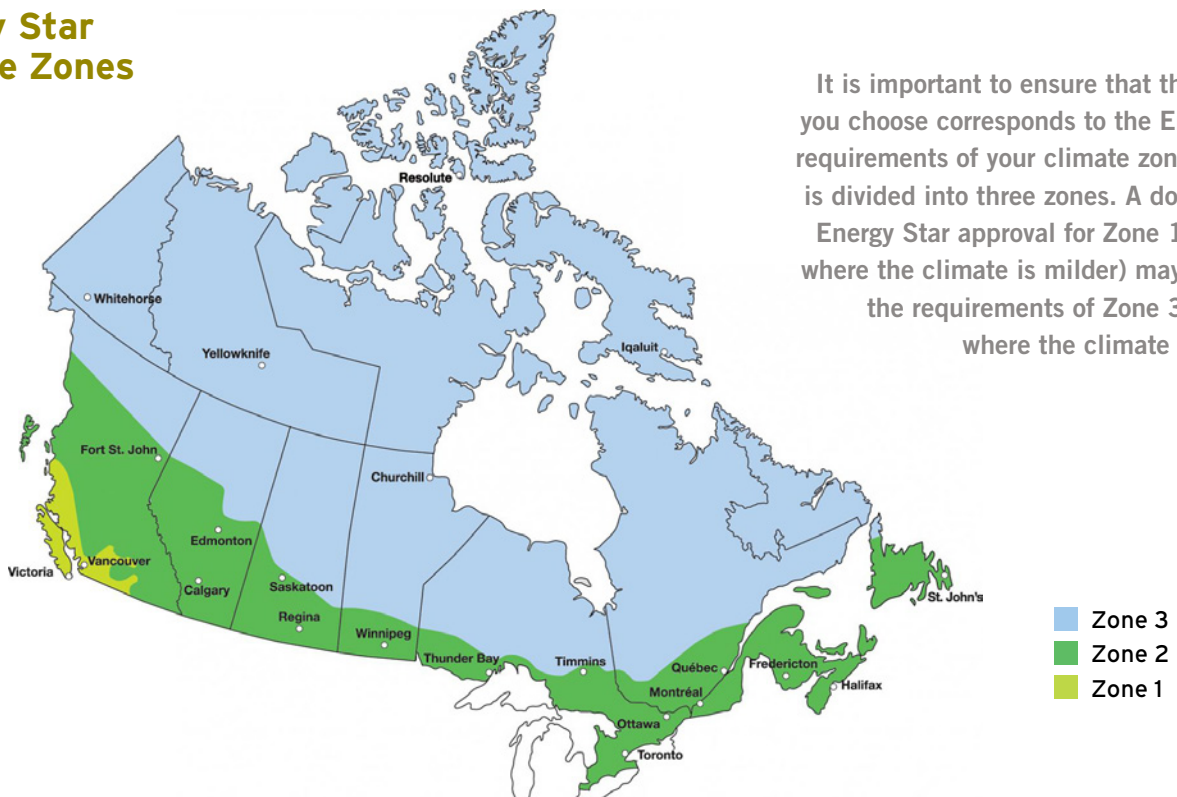 y Star
e Zones
It is important to ensure that th
you choose corresponds to the E
requirements of your climate zon
is divided into three zones. A do
Energy Star approval for Zone 1
where the climate is milder) may
the requirements of Zone 3
where the climate
Resolute
Whitehorse
Yellowknife
Iqaluit
Fort St. John
Churchill
Edmonton
Vancouver
Victoria
Calgary
Saskatoon
Regina
Winnipeg
Thunder Bay
Timmins
Québec
Fredericton
St. John's
Montréal
Halifax
Ottawa
Toronto
Zone 3
Zone 2
Zone 1